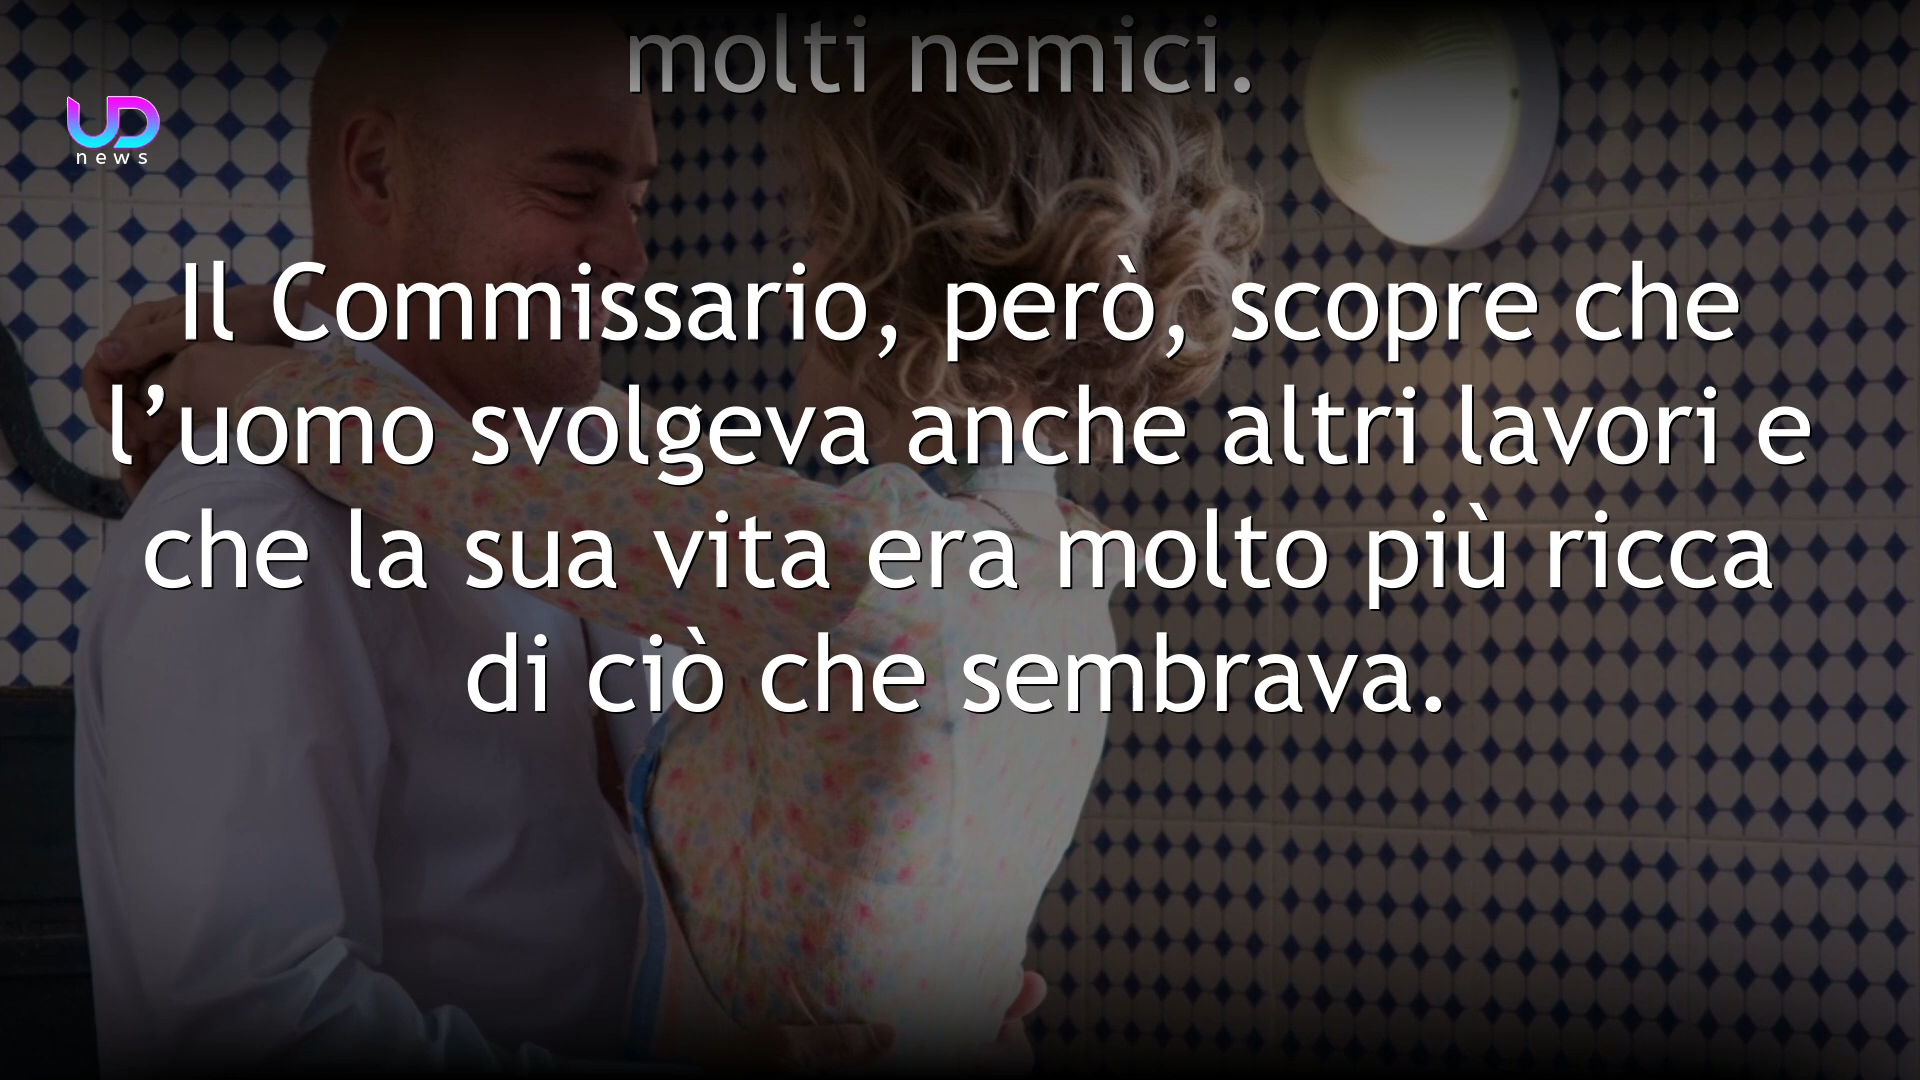 molti nemici.
UD
news
Il Commissario, però, scopre che
l’uomo svolgeva anche altri lavori e
che la sua vita era molto più ricca
di ciò che sembrava.